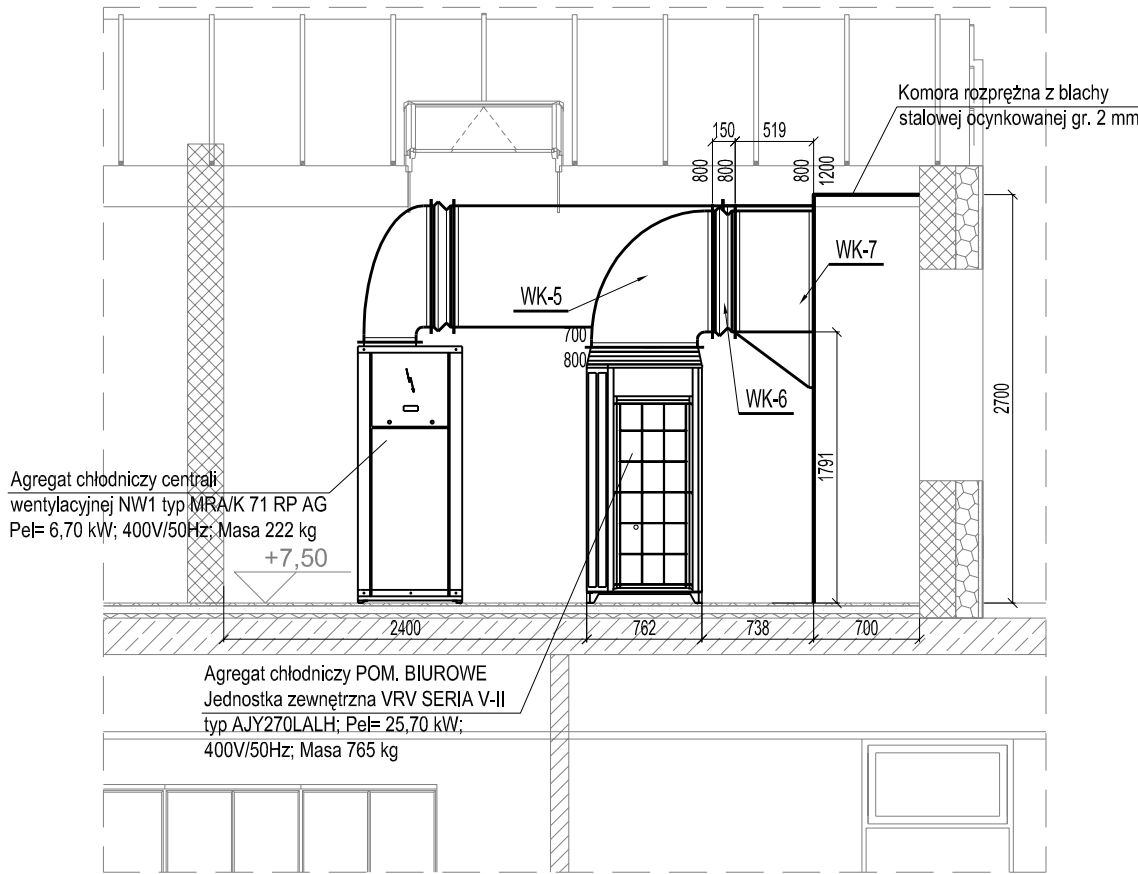 Komora rozprężna z blachy
stalowej ocynkowanej gr. 2 mm
150
519
800
800
800
1200
WK-7
WK-5
700
800
WK-6
2700
1791
Agregat chłodniczy centrali
wentylacyjnej NW1 typ MRA/K 71 RP AG
Pel= 6,70 kW; 400V/50Hz; Masa 222 kg
+7,50
2400
762
738
700
Agregat chłodniczy POM. BIUROWE
Jednostka zewnętrzna VRV SERIA V-II
typ AJY270LALH; Pel= 25,70 kW;
400V/50Hz; Masa 765 kg